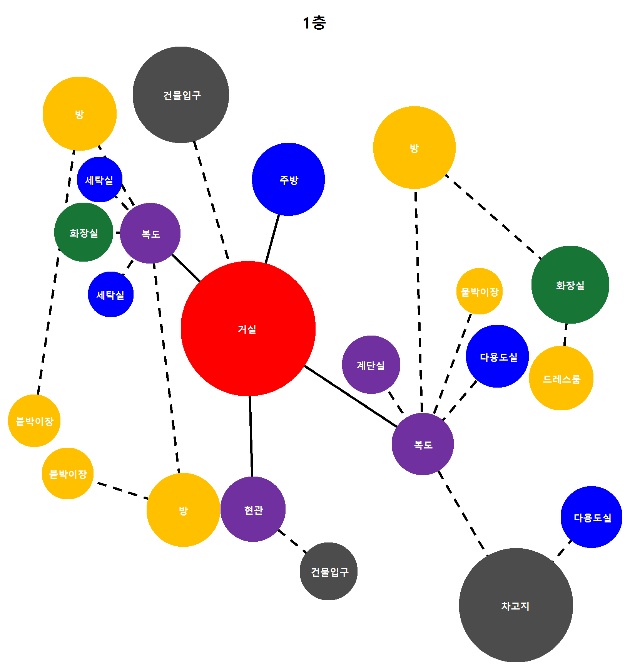 1층
건물입구
방
방
주방
세탁실
화장실
복도
세탁실
화장실
붙박이장
거실
다용도실
계단실
드레스룸
붙박이장
복도
붙박이장
방
현관
다용도실
건물입구
차고지